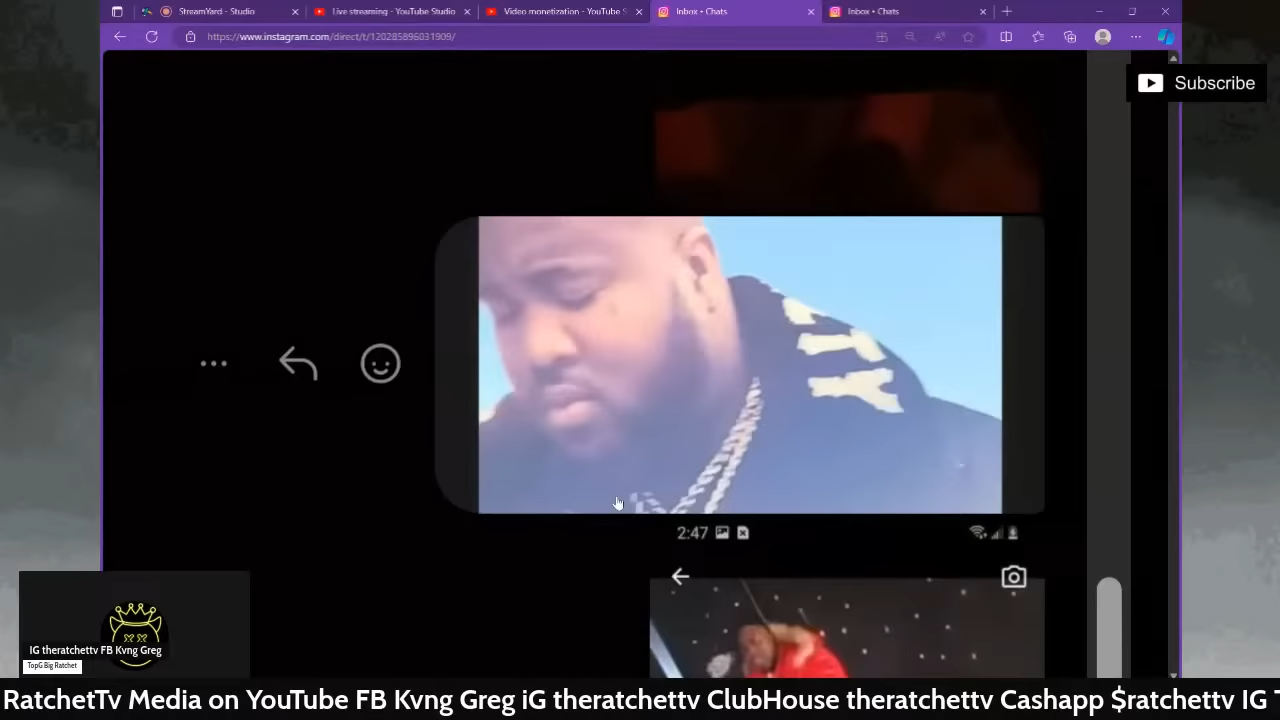 StreamYard - Studio
Live streaming - YouTube Studio
Video monetization - YouTube S
Inbox • Chats
Inbox • Chats
https://www.instagram.com/direct/t/120285896031909/
Subscribe
TY
2:47
IG theratchettv FB Kvng Greg
TopG Big Ratchet
RatchetTv Media on YouTube FB Kvng Greg iG theratchettv ClubHouse theratchettv Cashapp $ratchettv IG T